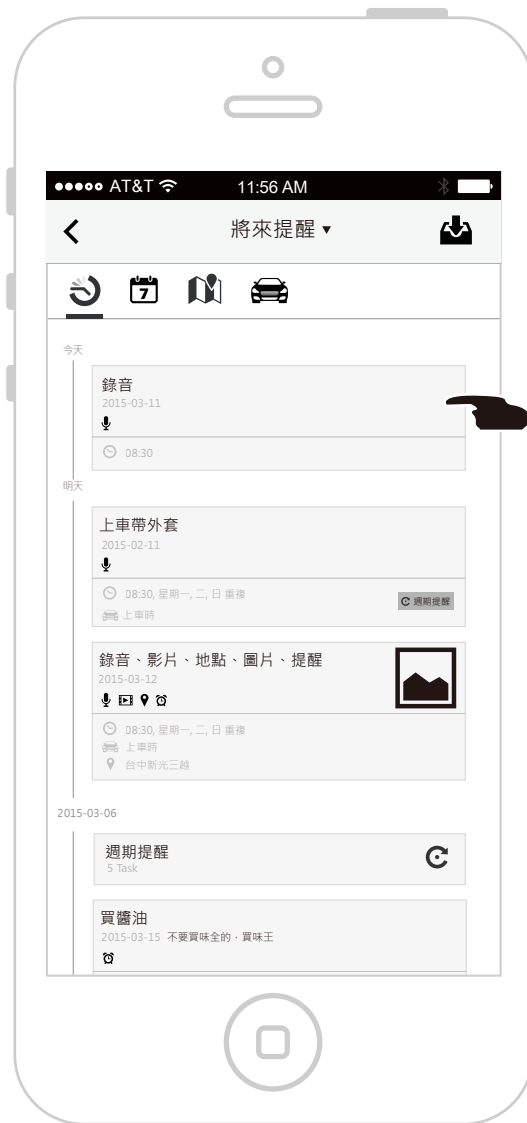 AT&T 11:56 AM
將來提醒 ▾
7
今天
錄音
2015-03-11
08:30
明天
上車帶外套
2015-02-11
08:30, 星期一, 二, 日 重複
上車時
週期提醒
錄音、影片、地點、圖片、提醒
2015-03-12
08:30, 星期一, 二, 日 重複
上車時
台中新光三越
2015-03-06
週期提醒
5 Task
買醬油
2015-03-15 不要買味全的 · 買味王